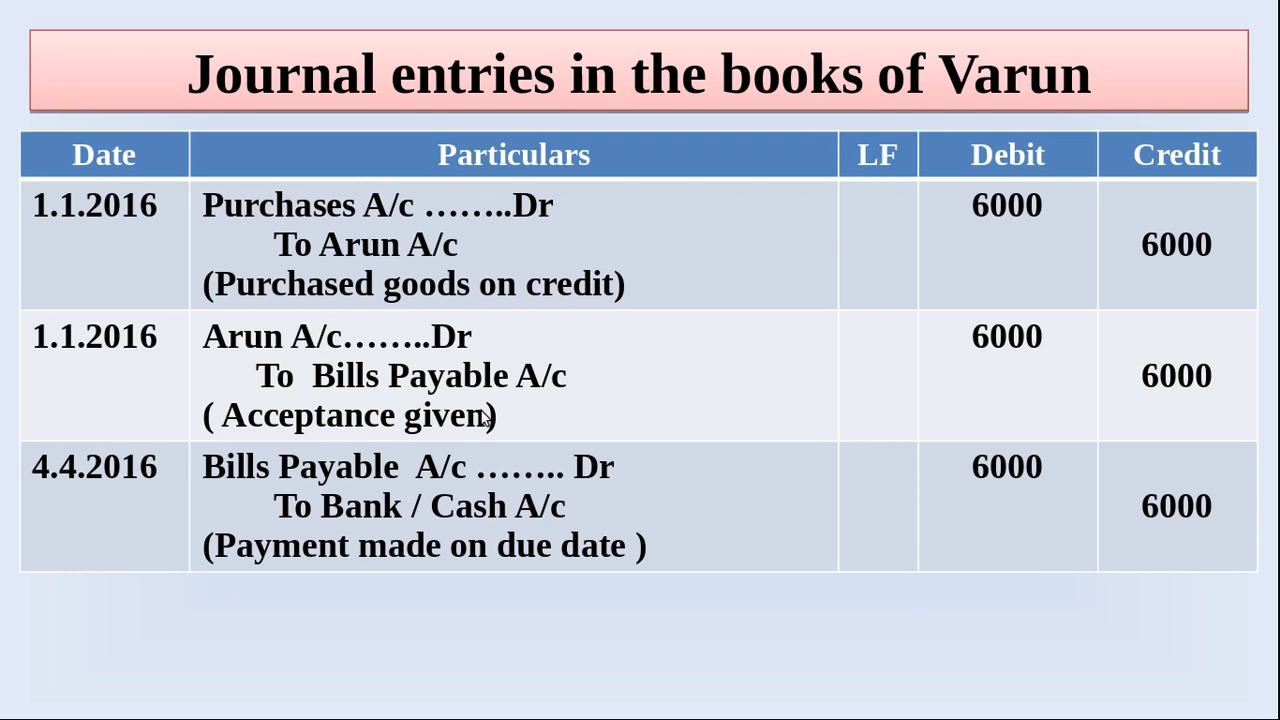 Journal entries in the books of Varun
Date Particulars LF Debit Credit
1.1.2016 Purchases A/c ……..Dr 6000
To Arun A/c 6000
(Purchased goods on credit)
1.1.2016 Arun A/c……..Dr 6000
To  Bills Payable A/c 6000
( Acceptance given)
4.4.2016 Bills Payable  A/c …….. Dr 6000
To Bank / Cash A/c 6000
(Payment made on due date )